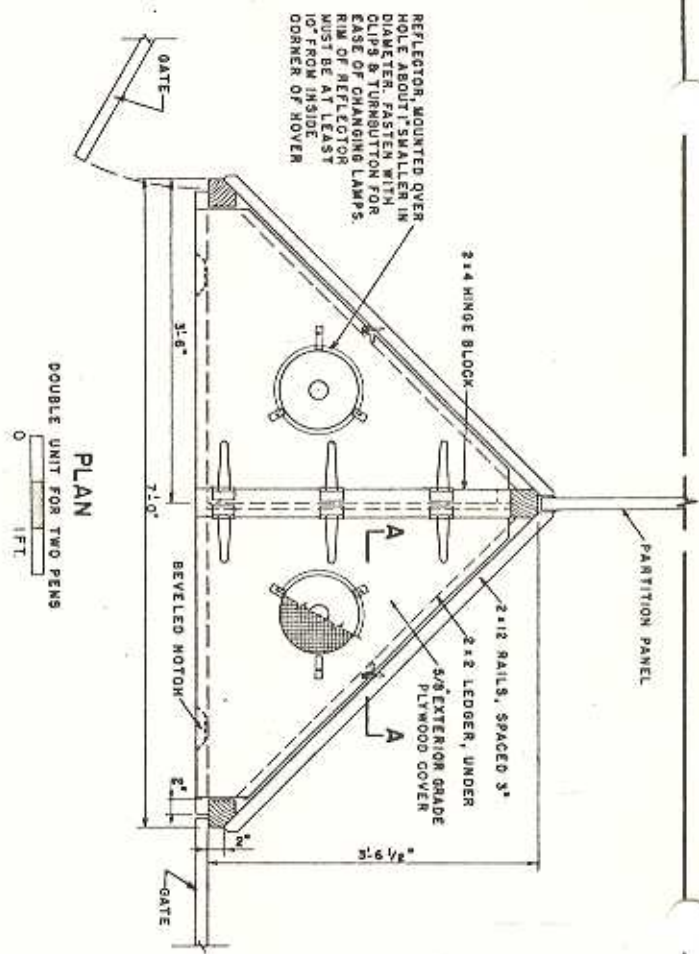 REFLECTOR, MOUNTED OVER
HOLE ABOUT 1" SMALLER IN
DIAMETER. FASTEN WITH
CLIPS & TURNBUTTON FOR
EASE OF CHANGING LAMPS.
RIM OF REFLECTOR
MUST BE AT LEAST
10" FROM INSIDE
CORNER OF HOVER
GATE
2x4 HINGE BLOCK
PARTITION PANEL
2x12 RAILS, SPACED 3"
2x2 LEDGER, UNDER
5/8" EXTERIOR GRADE
PLYWOOD COVER
A
A
3'-6"
7'-0"
BEVELED NOTCH
2"
2"
3'-6 1/2"
GATE
PLAN
DOUBLE UNIT FOR TWO PENS
0 1 FT.